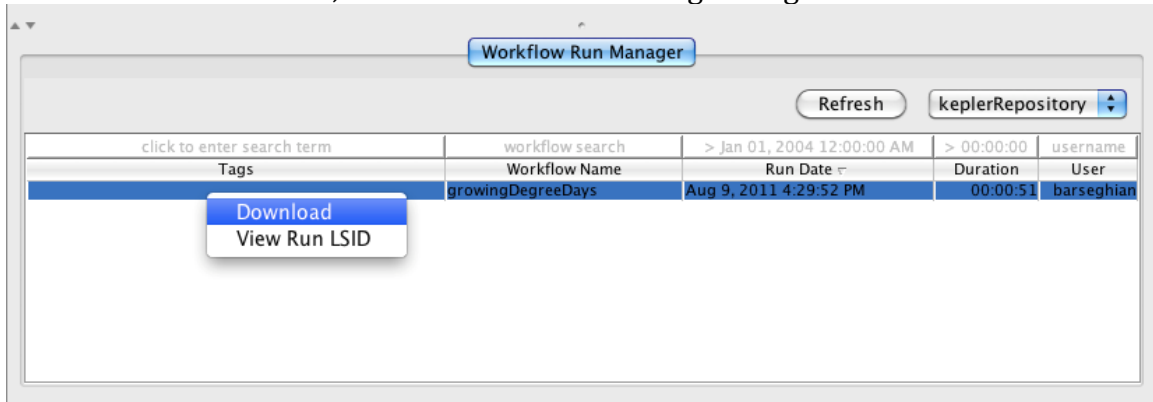 Workflow Run Manager
Refresh keplerRepository
click to enter search term workflow search > Jan 01, 2004 12:00:00 AM > 00:00:00 username
Tags Workflow Name Run Date Duration User
growingDegreeDays Aug 9, 2011 4:29:52 PM 00:00:51 barseghian
Download
View Run LSID